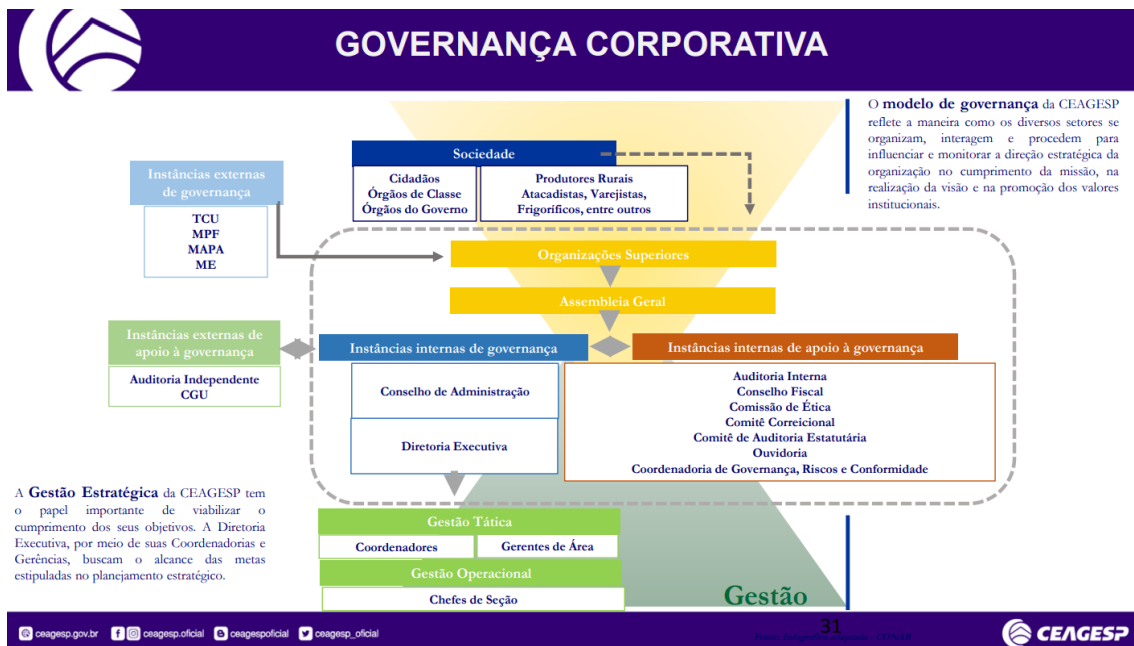 GOVERNANÇA CORPORATIVA
O modelo de governança da CEAGESP
reflete a maneira como os diversos setores se
organizam, interagem e procedem para
influenciar e monitorar a direção estratégica da
organização no cumprimento da missão, na
realização da visão e na promoção dos valores
institucionais.
Sociedade
Cidadãos
Órgãos de Classe
Órgãos do Governo
Produtores Rurais
Atacadistas, Varejistas,
Frigoríficos, entre outros
Instâncias externas
de governança
TCU
MPF
MAPA
ME
Organizações Superiores
Assembleia Geral
Instâncias externas de
apoio à governança
Auditoria Independente
CGU
Instâncias internas de governança
Conselho de Administração
Diretoria Executiva
Instâncias internas de apoio à governança
Auditoria Interna
Conselho Fiscal
Comissão de Ética
Comitê Correicional
Comitê de Auditoria Estatutária
Ouvidoria
Coordenadoria de Governança, Riscos e Conformidade
A Gestão Estratégica da CEAGESP tem
o papel importante de viabilizar o
cumprimento dos seus objetivos. A Diretoria
Executiva, por meio de suas Coordenadorias e
Gerências, buscam o alcance das metas
estipuladas no planejamento estratégico.
Gestão Tática
Coordenadores
Gerentes de Área
Gestão Operacional
Chefes de Seção
Gestão
31
Fonte: Infográfico adaptado - CONAB
ceagesp.gov.br
ceagesp.oficial
ceagespoficial
ceagesp_oficial
CEAGESP